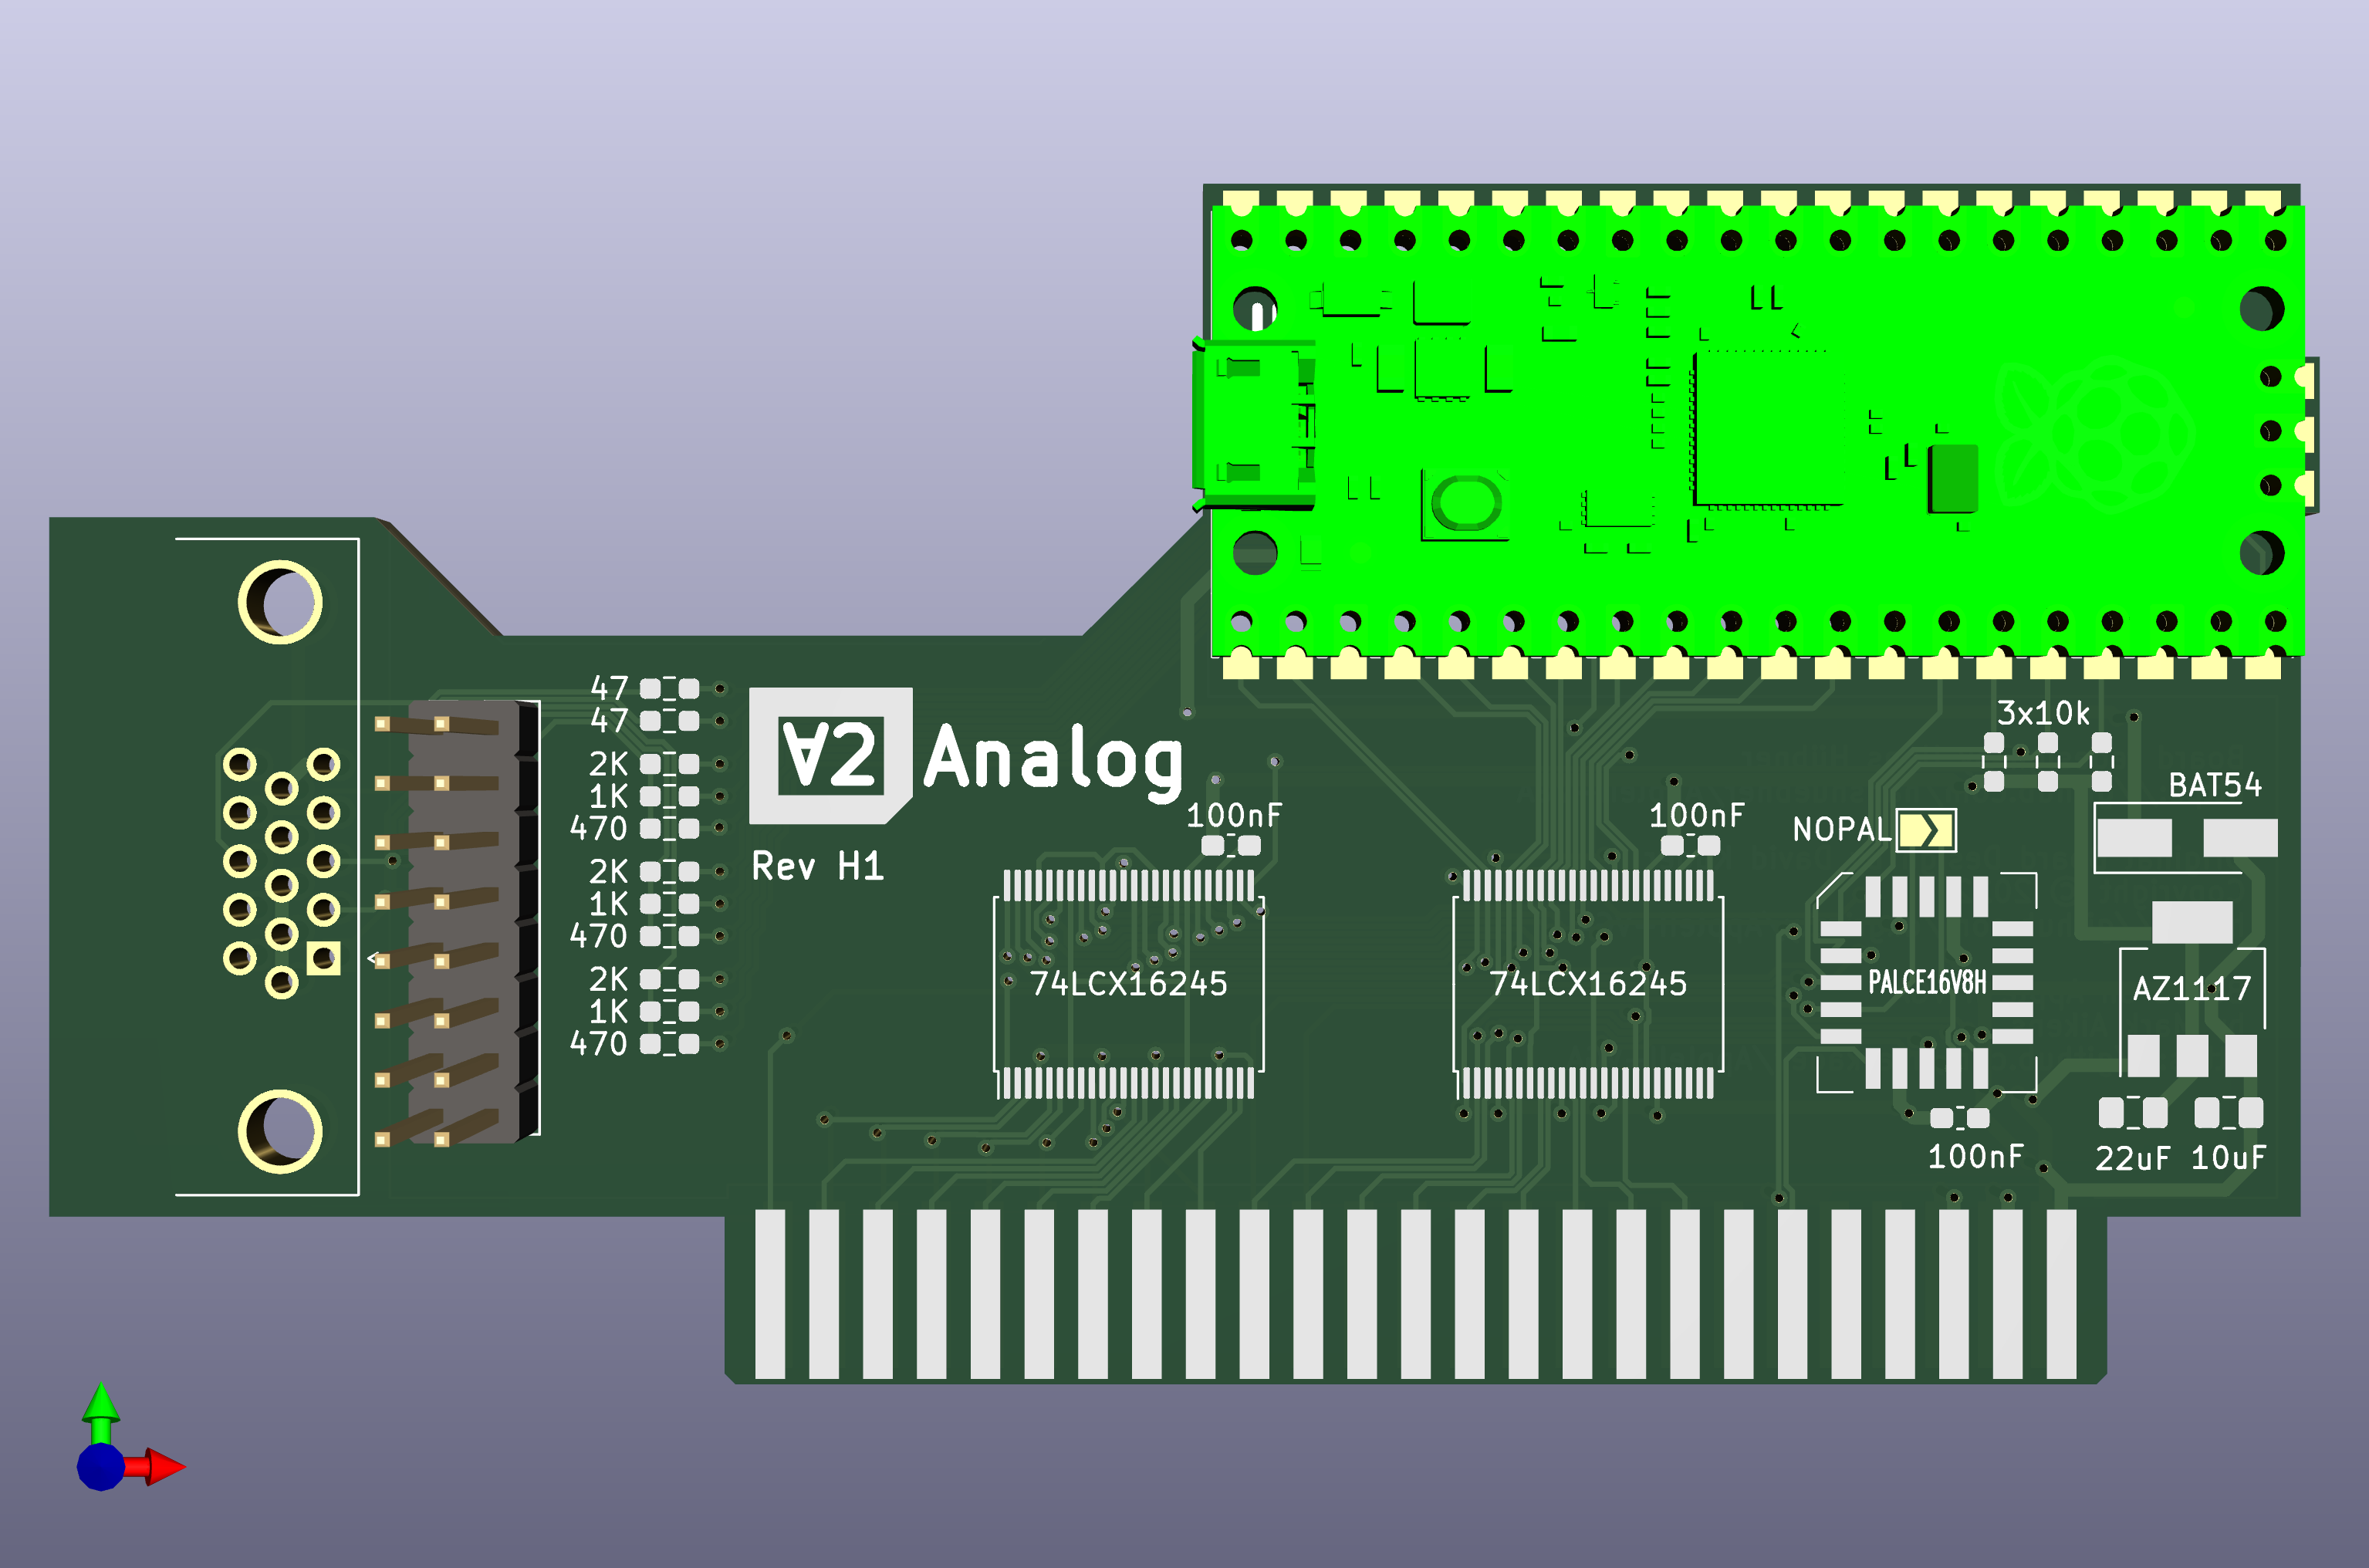 47
47
2K
1K
470
2K
1K
470
2K
1K
470
∀2 Analog
Rev H1
100nF
74LCX16245
100nF
74LCX16245
3x10k
NOPAL
BAT54
PALCE16V8H
AZ1117
100nF
22uF
10uF